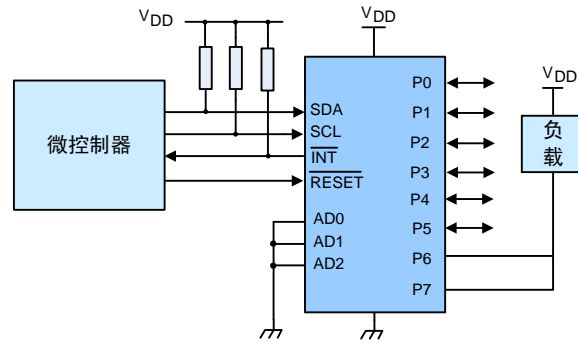 VDD
VDD
VDD
微控制器
SDA
SCL
INT
RESET
AD0
AD1
AD2
P0
P1
P2
P3
P4
P5
P6
P7
负
载